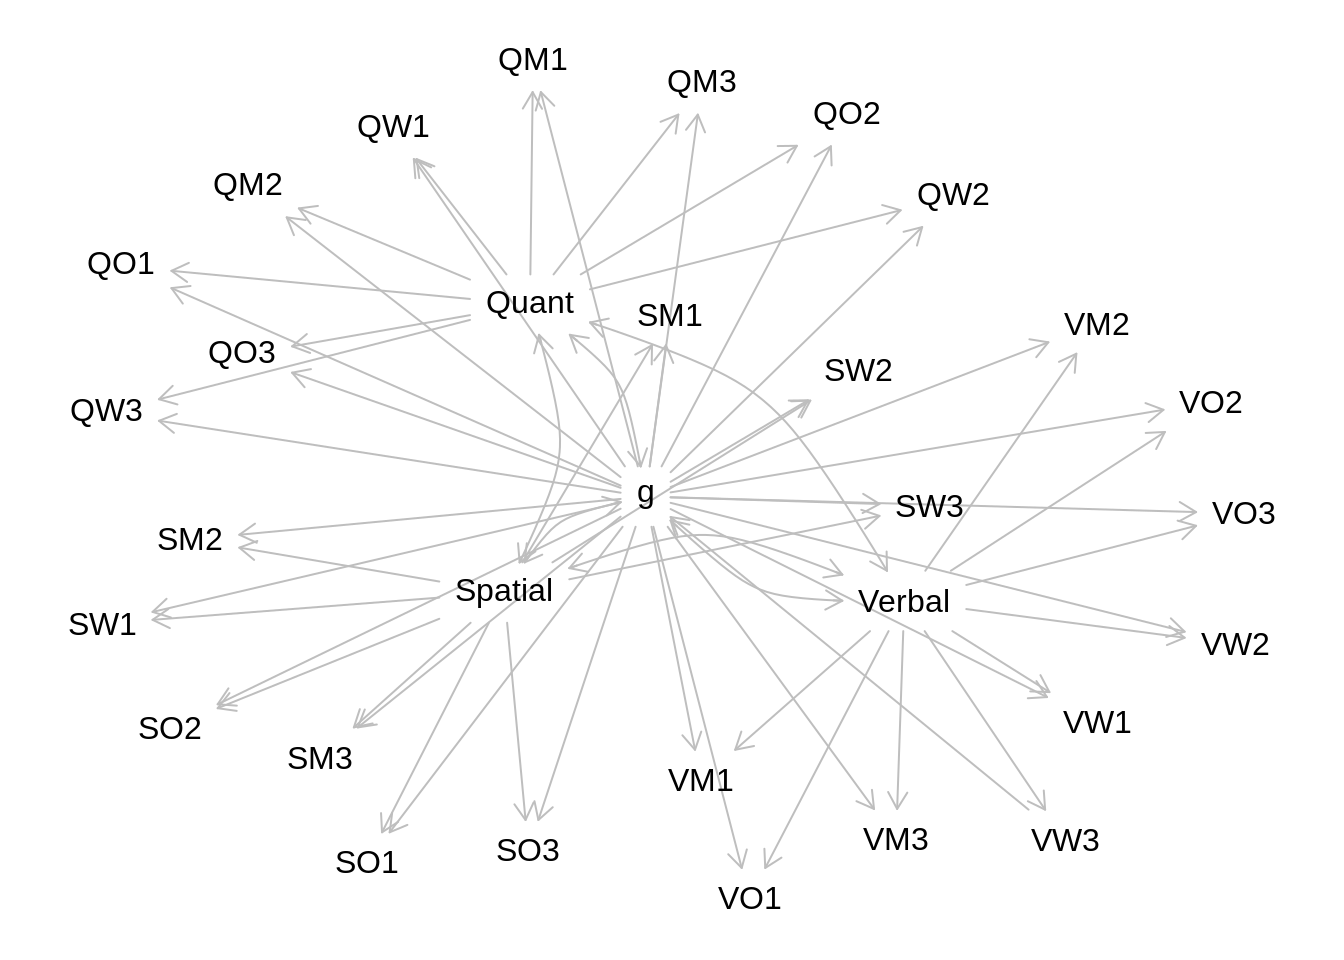 QM1
QM3
QO2
QW1
QM2
QW2
QO1
Quant
SM1
VM2
QO3
SW2
QW3
VO2
g
SW3
VO3
SM2
Spatial
Verbal
SW1
VW2
SO2
VW1
SM3
VM1
VM3
VW3
SO3
SO1
VO1